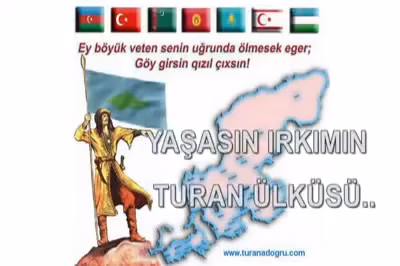 Ey böyük veten senin uğrunda ölmesek eger;
Göy girsin qızıl çıxsın!
YAŞASIN IRKIMIN
TURAN ÜLKÜSÜ..
www.turanadogru.com